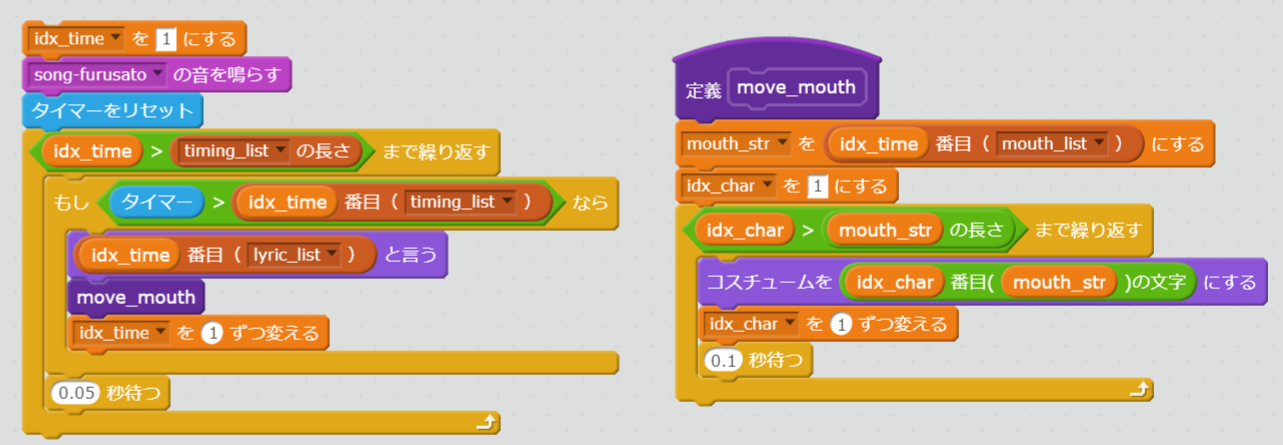 idx_time を 1 にする
song-furusato の音を鳴らす
タイマーをリセット
idx_time > timing_list の長さ まで繰り返す
もし タイマー > idx_time 番目 ( timing_list ) なら
idx_time 番目 ( lyric_list ) と言う
move_mouth
idx_time を 1 ずつ変える
0.05 秒待つ
定義 move_mouth
mouth_str を idx_time 番目 ( mouth_list ) にする
idx_char を 1 にする
idx_char > mouth_str の長さ まで繰り返す
コスチュームを idx_char 番目( mouth_str )の文字 にする
idx_char を 1 ずつ変える
0.1 秒待つ